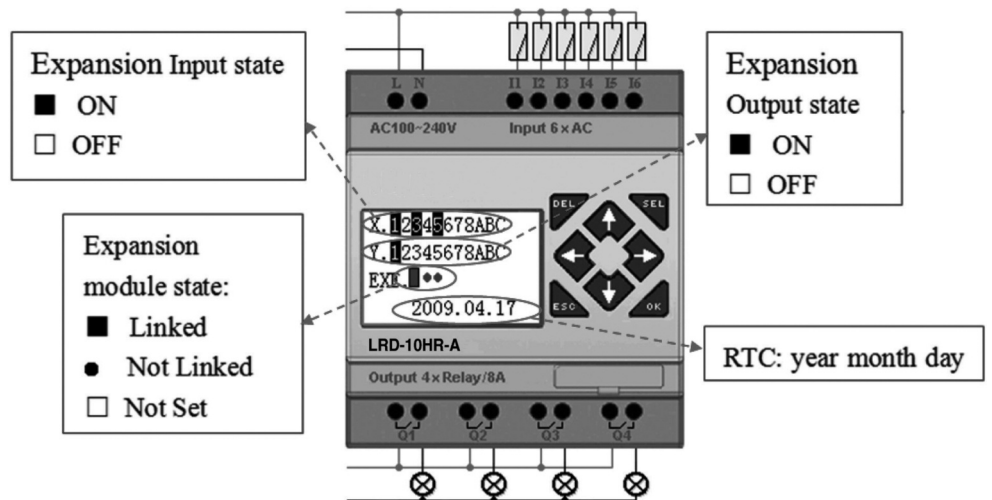 Expansion Input state
■ ON
□ OFF
Expansion
module state:
■ Linked
● Not Linked
□ Not Set
L N I1 I2 I3 I4 I5 I6
AC100~240V Input 6×AC
X.12345678ABC
Y.12345678ABC
EXE.■●●
2009.04.17
DEL SEL
ESC OK
LRD-10HR-A
Output 4×Relay/8A
Q1 Q2 Q3 Q4
Expansion
Output state
■ ON
□ OFF
RTC: year month day